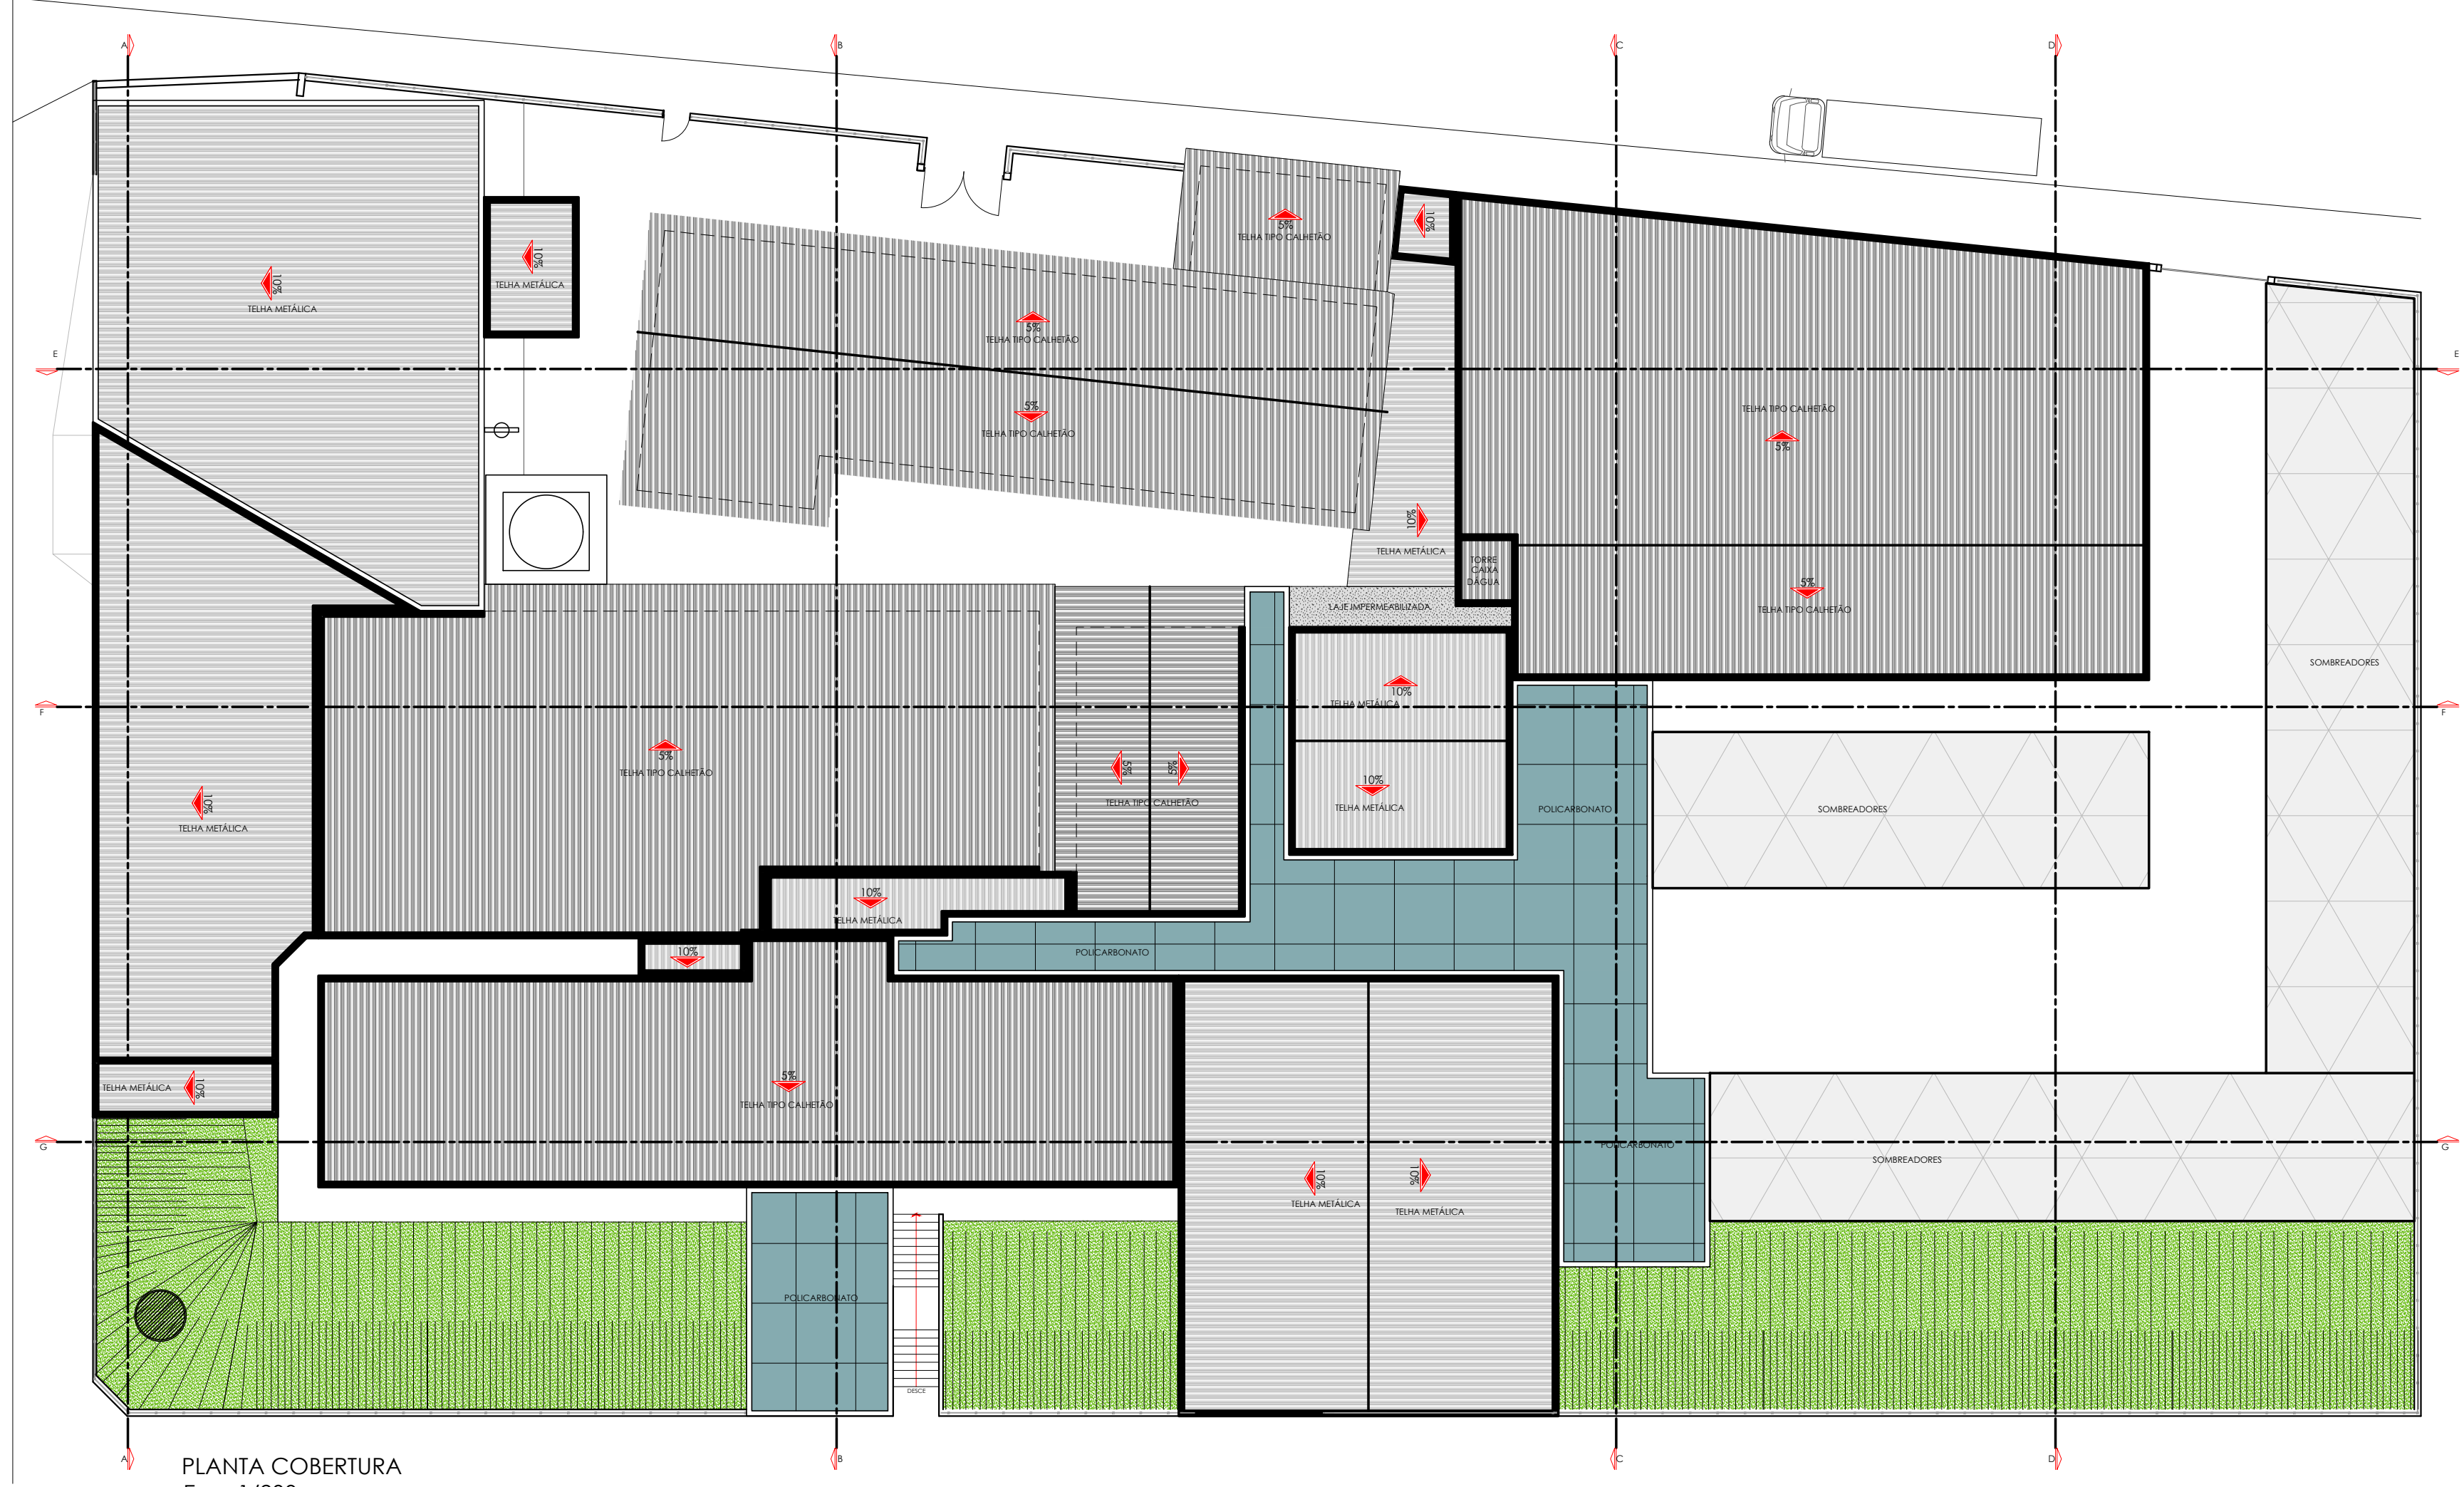 A
B
C
D
5%
TELHA TIPO CALHETÃO
10%
10%
TELHA METÁLICA
10%
TELHA METÁLICA
5%
TELHA TIPO CALHETÃO
E
E
5%
TELHA TIPO CALHETÃO
TELHA TIPO CALHETÃO
5%
10%
TELHA METÁLICA
TORRE
CAIXA
DÁGUA
5%
TELHA TIPO CALHETÃO
LAJE IMPERMEABILIZADA
SOMBREADORES
10%
TELHA METÁLICA
F
F
5%
TELHA TIPO CALHETÃO
5%
5%
TELHA TIPO CALHETÃO
10%
TELHA METÁLICA
POLICARBONATO
SOMBREADORES
10%
TELHA METÁLICA
10%
TELHA METÁLICA
10%
POLICARBONATO
TELHA METÁLICA
10%
5%
TELHA TIPO CALHETÃO
G
G
POLICARBONATO
SOMBREADORES
10%
TELHA METÁLICA
10%
TELHA METÁLICA
POLICARBONATO
DESCE
A
B
C
D
PLANTA COBERTURA